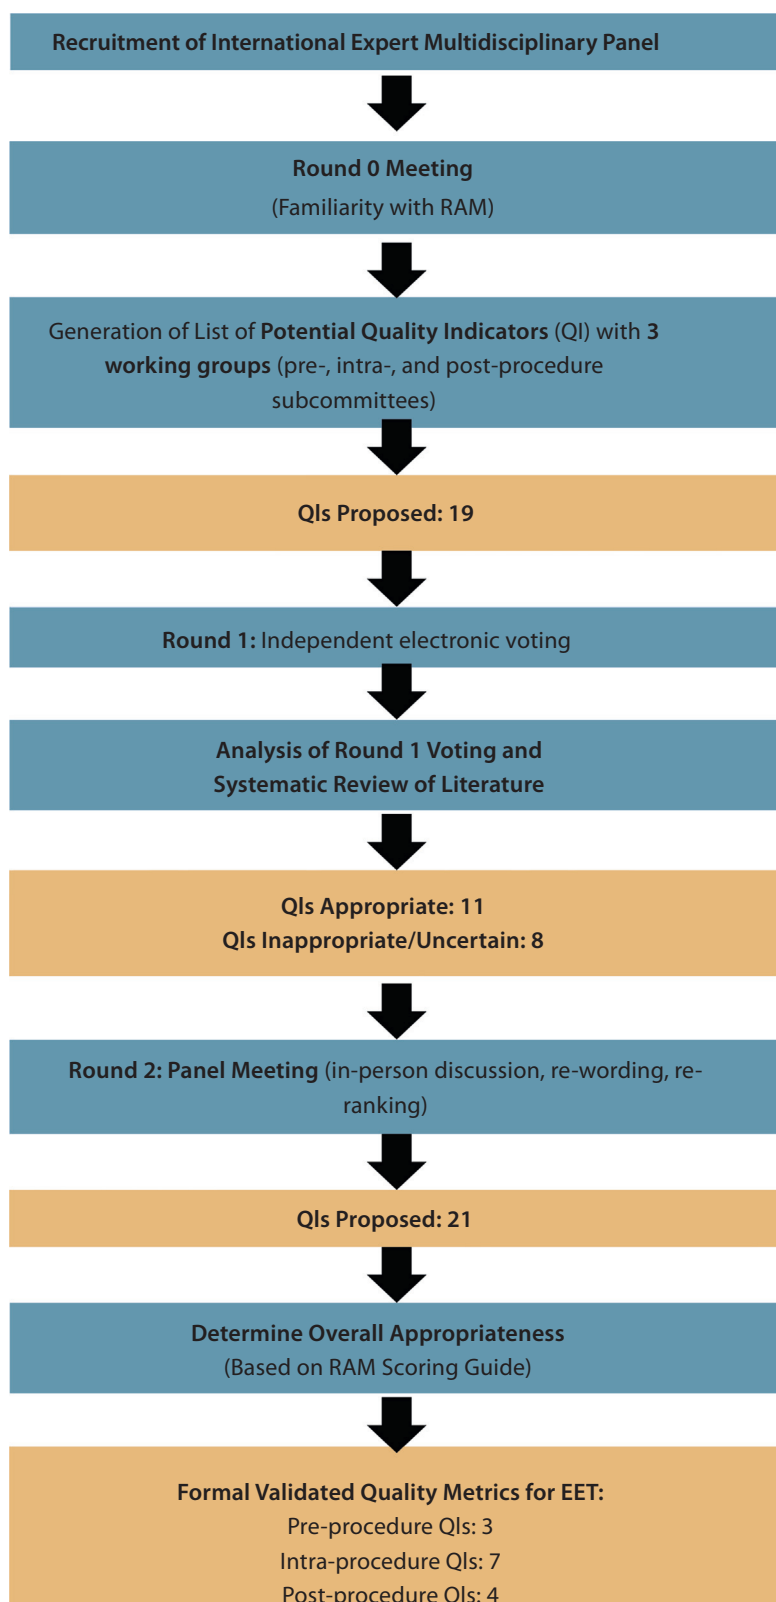 Recruitment of International Expert Multidisciplinary Panel
Round 0 Meeting
(Familiarity with RAM)
Generation of List of Potential Quality Indicators (QI) with 3
working groups (pre-, intra-, and post-procedure
subcommittees)
QIs Proposed: 19
Round 1: Independent electronic voting
Analysis of Round 1 Voting and
Systematic Review of Literature
QIs Appropriate: 11
QIs Inappropriate/Uncertain: 8
Round 2: Panel Meeting (in-person discussion, re-wording, re-
ranking)
QIs Proposed: 21
Determine Overall Appropriateness
(Based on RAM Scoring Guide)
Formal Validated Quality Metrics for EET:
Pre-procedure QIs: 3
Intra-procedure QIs: 7
Post-procedure QIs: 4